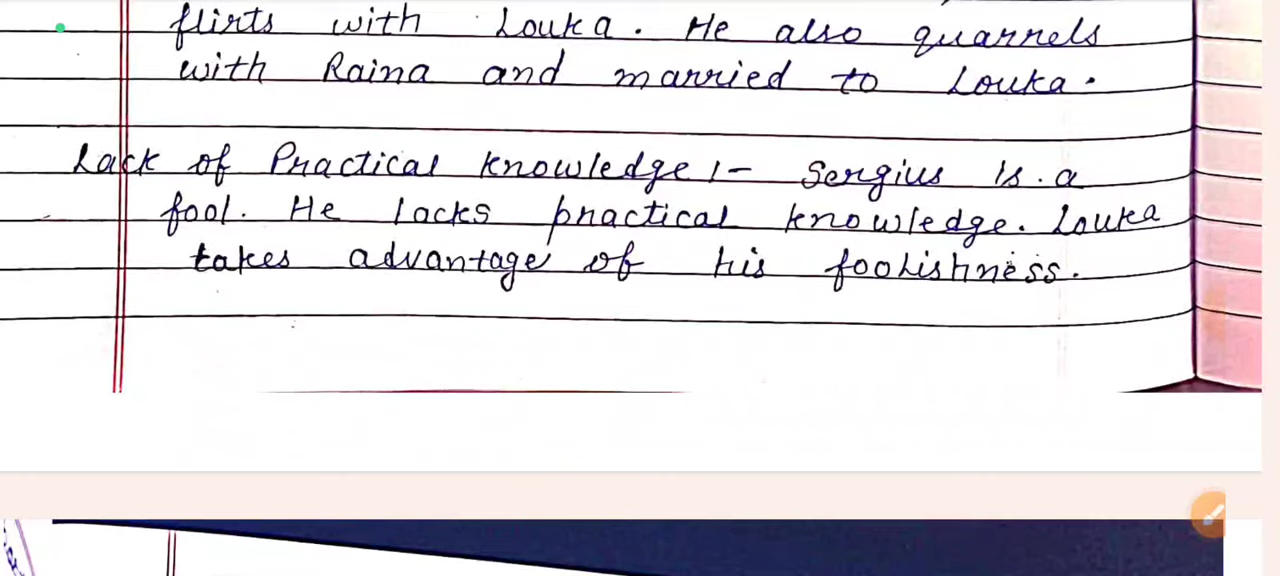 flirts with Louka. He also quarrels
with Raina and married to Louka.
Lack of Practical knowledge :- Sergius is a
fool. He lacks practical knowledge. Louka
takes advantage of his foolishness.